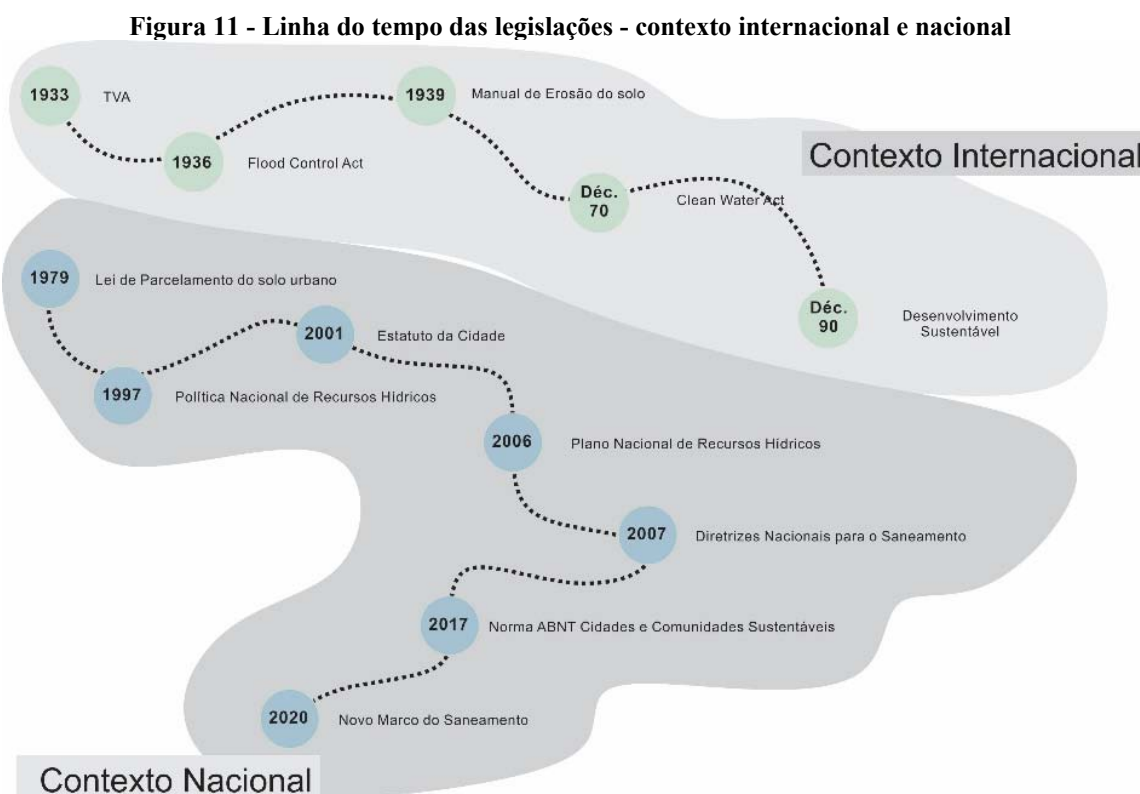 Figura 11 - Linha do tempo das legislações - contexto internacional e nacional
1933
TVA
1936
Flood Control Act
1939
Manual de Erosão do solo
Contexto Internacional
Déc.
70
Clean Water Act
Déc.
90
Desenvolvimento
Sustentável
1979
Lei de Parcelamento do solo urbano
1997
Política Nacional de Recursos Hídricos
2001
Estatuto da Cidade
2006
Plano Nacional de Recursos Hídricos
2007
Diretrizes Nacionais para o Saneamento
2017
Norma ABNT Cidades e Comunidades Sustentáveis
2020
Novo Marco do Saneamento
Contexto Nacional